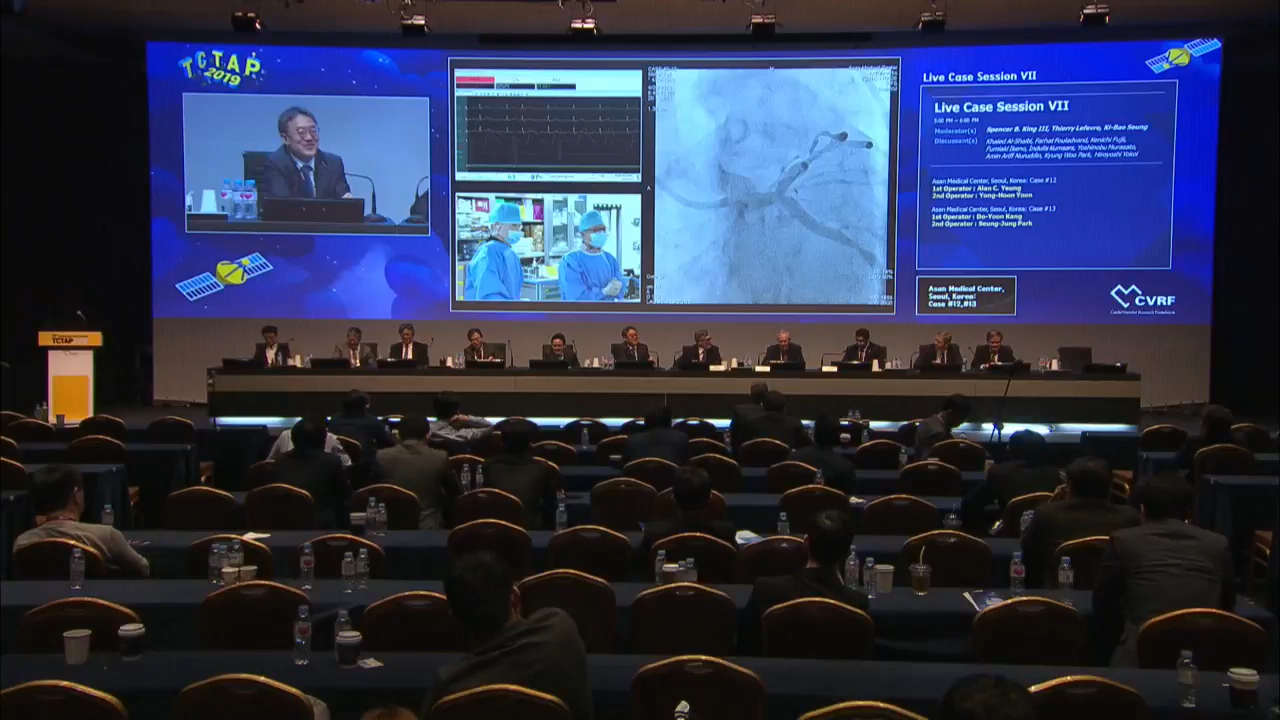 TCTAP
2019
Live Case Session VII
Live Case Session VII
5:00 PM ~ 6:00 PM
Moderator(s) Spencer B. King III, Thierry Lefevre, Ki-Bae Seung
Discussant(s) Khaled Al-Shaibi, Farhat Fouladvand, Kenichi Fujii,
Fumiaki Ikeno, Indulis Kumsars, Yoshinobu Murasato,
Amin Ariff Nuruddin, Kyung Woo Park, Hiroyoshi Yokoi
Asan Medical Center, Seoul, Korea: Case #12
1st Operator : Alan C. Yeung
2nd Operator : Yong-Hoon Yoon
Asan Medical Center, Seoul, Korea: Case #13
1st Operator : Do-Yoon Kang
2nd Operator : Seung-Jung Park
Asan Medical Center,
Seoul, Korea:
Case #12,#13
CVRF
CardioVascular Research Foundation
TCTAP